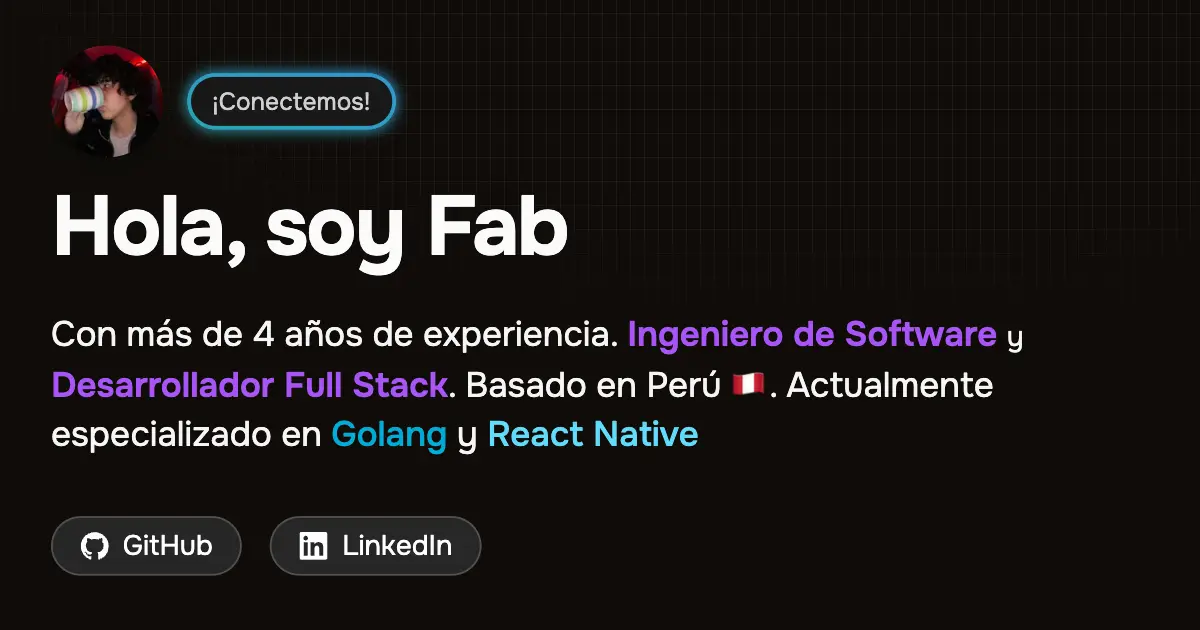 ¡Conectemos!
Hola, soy Fab
Con más de 4 años de experiencia. Ingeniero de Software y
Desarrollador Full Stack. Basado en Perú 🇵🇪. Actualmente
especializado en Golang y React Native
GitHub
LinkedIn